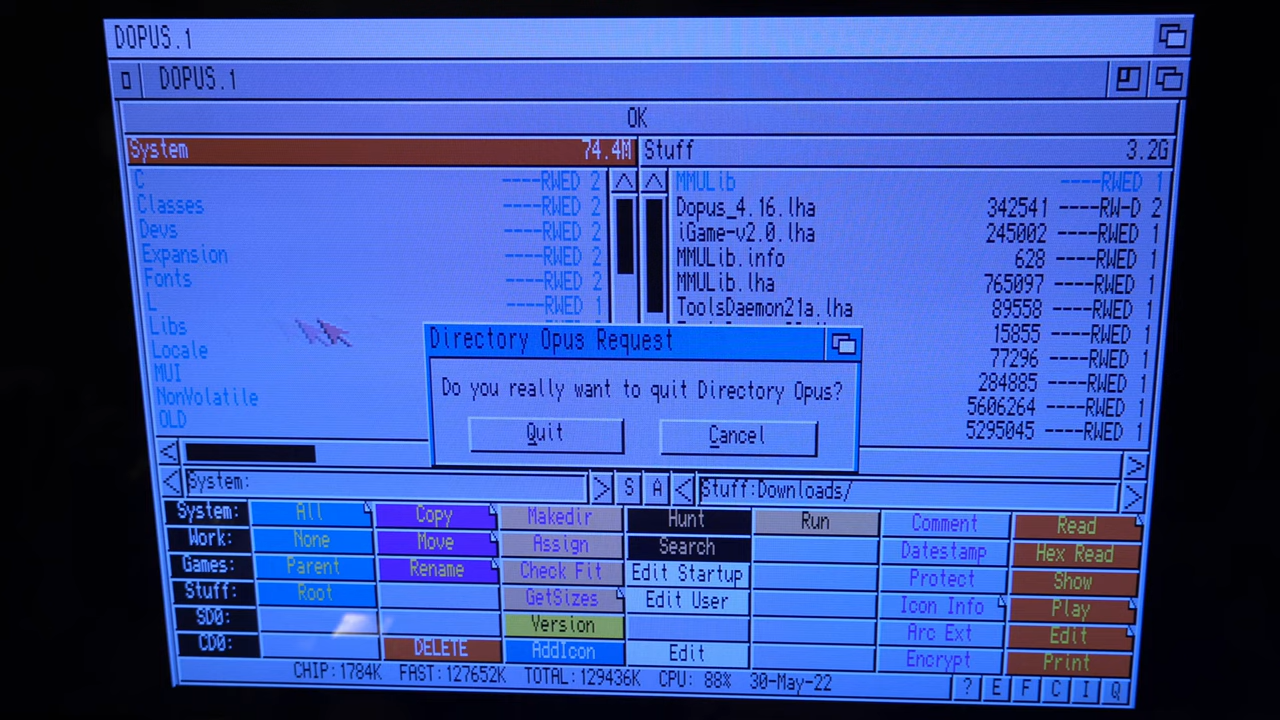 DOPUS.1
DOPUS.1
OK
System 74.4M
Stuff 3.2G
C ----RWED 2
Classes ----RWED 2
Devs ----RWED 2
Expansion ----RWED 2
Fonts ----RWED 2
L ----RWED 1
Libs
Locale
MUI
NonVolatile
OLD
MMULib ----RWED 1
Dopus_4.16.lha 342541 ----RW-D 2
iGame-v2.0.lha 245002 ----RWED 1
MMULib.info 628 ----RWED 1
MMULib.lha 765097 ----RWED 1
ToolsDaemon21a.lha 89558 ----RWED 1
15855 ----RWED 1
77296 ----RWED 1
284885 ----RWED 1
5606264 ----RWED 1
5295045 ----RWED 1
Directory Opus Request
Do you really want to quit Directory Opus?
Quit Cancel
System: S A Stuff:Downloads/
System: All Copy Makedir Hunt Run Comment Read
Work: None Move Assign Search Datestamp Hex Read
Games: Parent Rename Check Fit Edit Startup Protect Show
Stuff: Root GetSizes Edit User Icon Info Play
SD0: Version Arc Ext Edit
CD0: DELETE AddIcon Edit Encrypt Print
CHIP:1784K FAST:127652K TOTAL:129436K CPU: 88% 30-May-22 ? E F C I Q